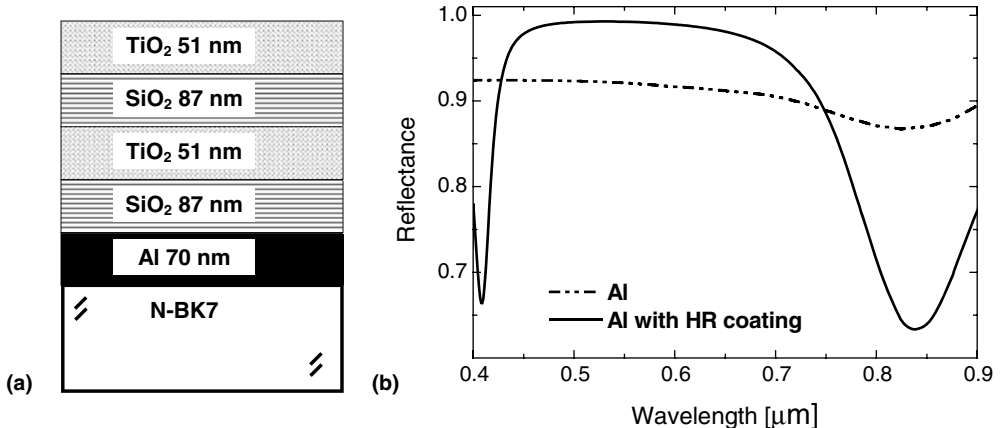 TiO₂ 51 nm
SiO₂ 87 nm
TiO₂ 51 nm
SiO₂ 87 nm
Al 70 nm
N-BK7
(a)
1.0
0.9
0.8
0.7
Reflectance
Al
Al with HR coating
0.4 0.5 0.6 0.7 0.8 0.9
Wavelength [μm]
(b)